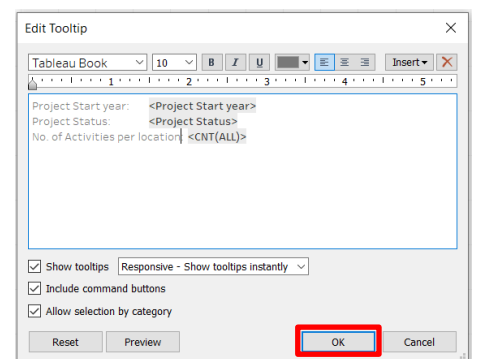 Edit Tooltip
Tableau Book 10 B I U Insert
1 2 3 4 5
Project Start year: <Project Start year>
Project Status: <Project Status>
No. of Activities per location: <CNT(ALL)>
Show tooltips Responsive - Show tooltips instantly
Include command buttons
Allow selection by category
Reset Preview OK Cancel